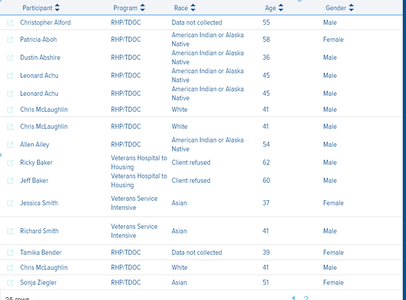 Participant Program Race Age Gender
Christopher Alford RHP/TDOC Data not collected 55 Male
Patricia Aboh RHP/TDOC American Indian or Alaska Native 58 Female
Dustin Abshire RHP/TDOC American Indian or Alaska Native 36 Male
Leonard Achu RHP/TDOC American Indian or Alaska Native 45 Male
Leonard Achu RHP/TDOC American Indian or Alaska Native 45 Male
Chris McLaughlin RHP/TDOC White 41 Male
Chris McLaughlin White 41 Male
Allen Ailey RHP/TDOC American Indian or Alaska Native 54 Male
Ricky Baker Veterans Hospital to Housing Client refused 62 Male
Jeff Baker Veterans Hospital to Housing Client refused 60 Male
Jessica Smith Veterans Service Intensive Asian 37 Female
Richard Smith Veterans Service Intensive Asian 41 Male
Tamika Bender RHP/TDOC Data not collected 39 Female
Chris McLaughlin RHP/TDOC White 41 Male
Sonja Ziegler RHP/TDOC Asian 51 Female
25 rows 1 2